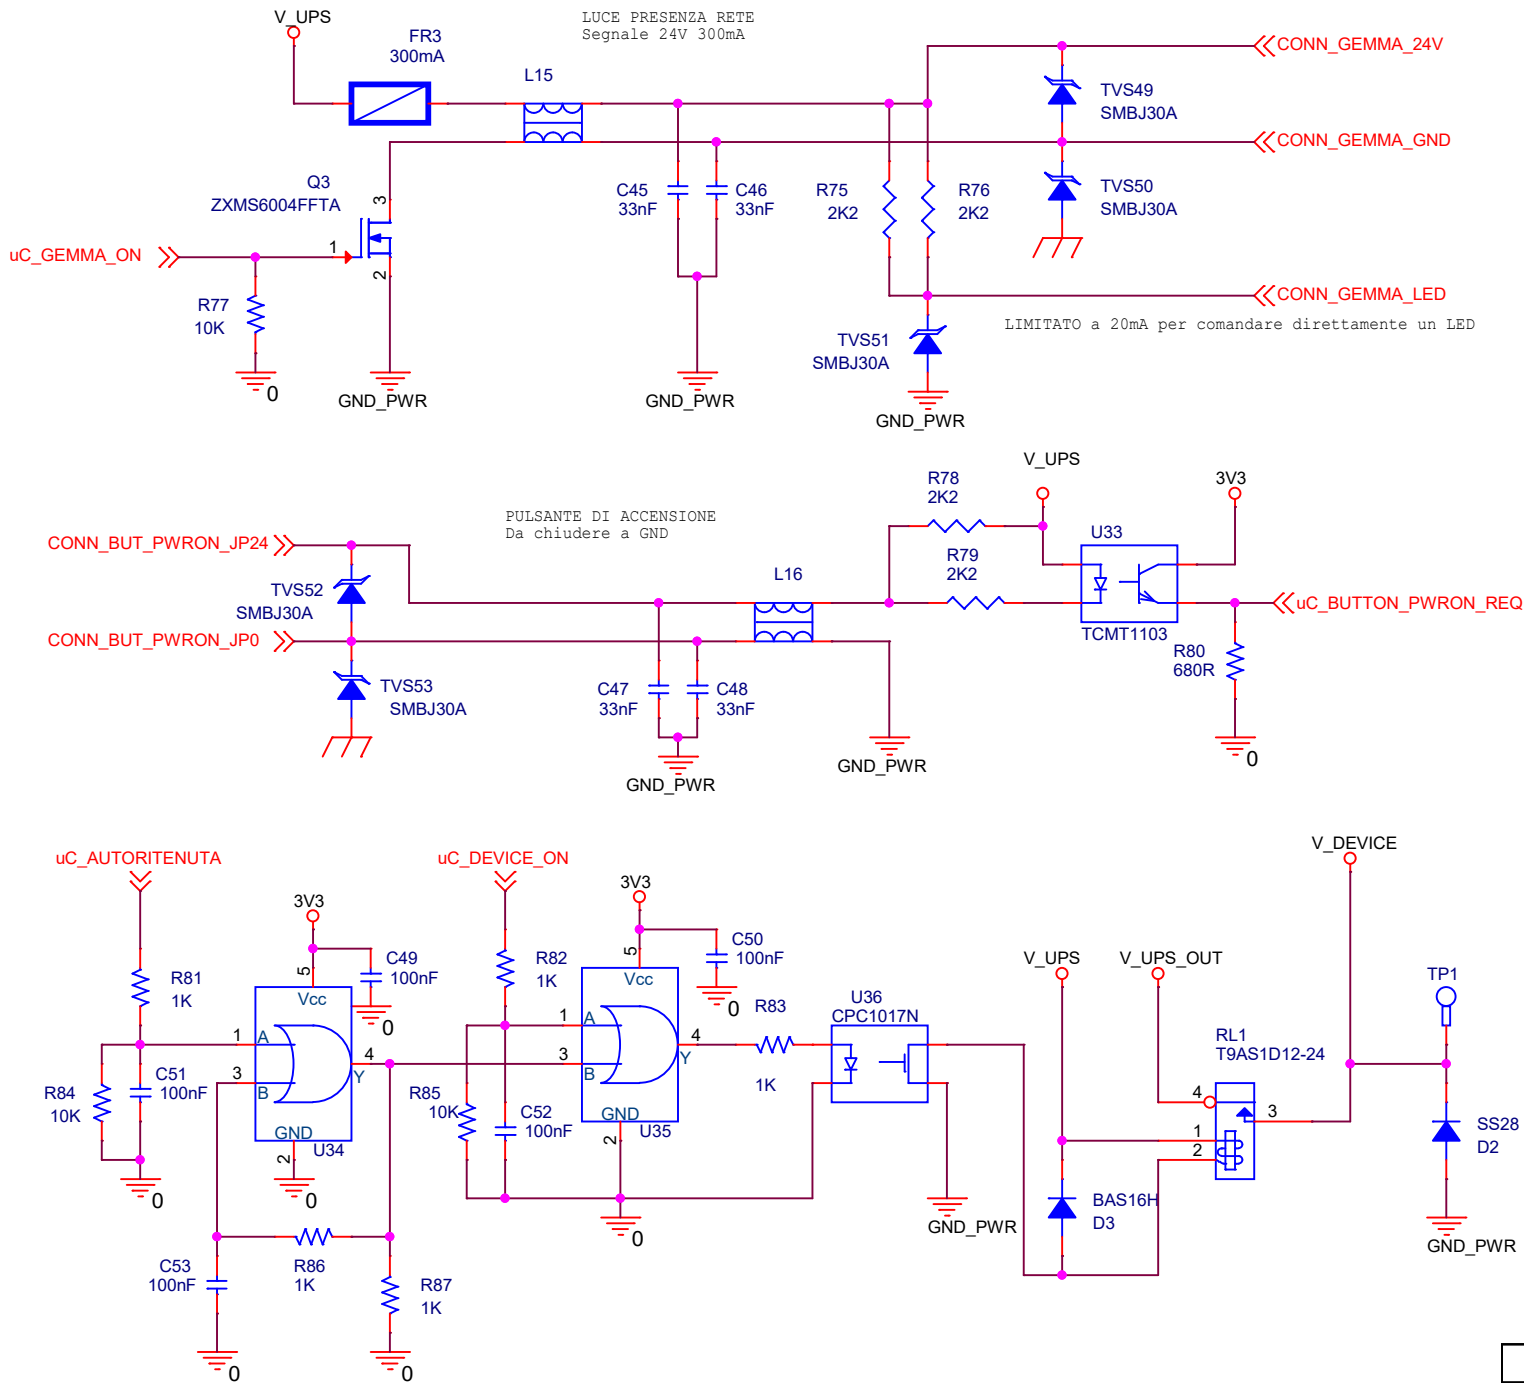 V_UPS
LUCE PRESENZA RETE
Segnale 24V 300mA
FR3
300mA
L15
CONN_GEMMA_24V
TVS49
SMBJ30A
CONN_GEMMA_GND
Q3
ZXMS6004FFTA
3
1
2
C45
33nF
C46
33nF
R75
2K2
R76
2K2
TVS50
SMBJ30A
uC_GEMMA_ON
R77
10K
0
GND_PWR
GND_PWR
CONN_GEMMA_LED
LIMITATO a 20mA per comandare direttamente un LED
TVS51
SMBJ30A
GND_PWR
V_UPS
R78
2K2
3V3
PULSANTE DI ACCENSIONE
Da chiudere a GND
U33
CONN_BUT_PWRON_JP24
R79
2K2
L16
TVS52
SMBJ30A
uC_BUTTON_PWRON_REQ
TCMT1103
CONN_BUT_PWRON_JP0
R80
680R
TVS53
SMBJ30A
C47
33nF
C48
33nF
0
GND_PWR
GND_PWR
uC_AUTORITENUTA
uC_DEVICE_ON
V_DEVICE
3V3
3V3
C49
100nF
C50
100nF
V_UPS
V_UPS_OUT
R81
1K
5
Vcc
0
R82
1K
5
Vcc
0
TP1
U36
CPC1017N
R83
1K
RL1
T9AS1D12-24
1
A
3
B
4
Y
GND
2
U34
0
1
A
3
B
4
Y
GND
2
U35
0
R84
10K
C51
100nF
0
R85
10K
C52
100nF
4
3
1
2
SS28
D2
BAS16H
D3
GND_PWR
GND_PWR
C53
100nF
R86
1K
R87
1K
0
0